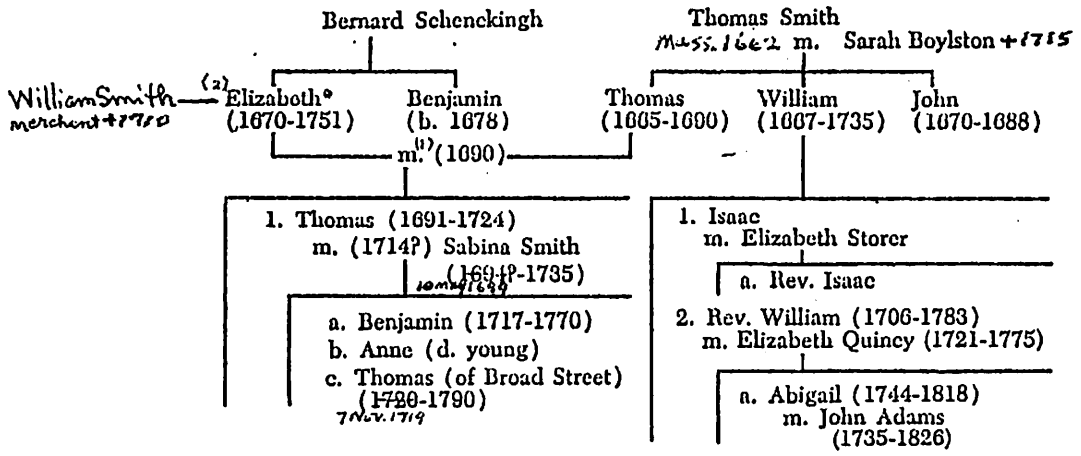 Bernard Schenckingh
Thomas Smith
Mass. 1662 m. Sarah Boylston
William Smith
merchant
(2)
Elizabeth*
(1670-1751)
Benjamin
(b. 1678)
Thomas
(1665-1690)
William
(1667-1735)
John
(1670-1688)
m.(1) (1690)
1. Thomas (1691-1724)
m. (1714?) Sabina Smith
(1694?-1735)
10 May 1699
a. Benjamin (1717-1770)
b. Anne (d. young)
c. Thomas (of Broad Street)
(1720-1790)
7 Nov. 1719
1. Isaac
m. Elizabeth Storer
a. Rev. Isaac
2. Rev. William (1706-1783)
m. Elizabeth Quincy (1721-1775)
a. Abigail (1744-1818)
m. John Adams
(1735-1826)